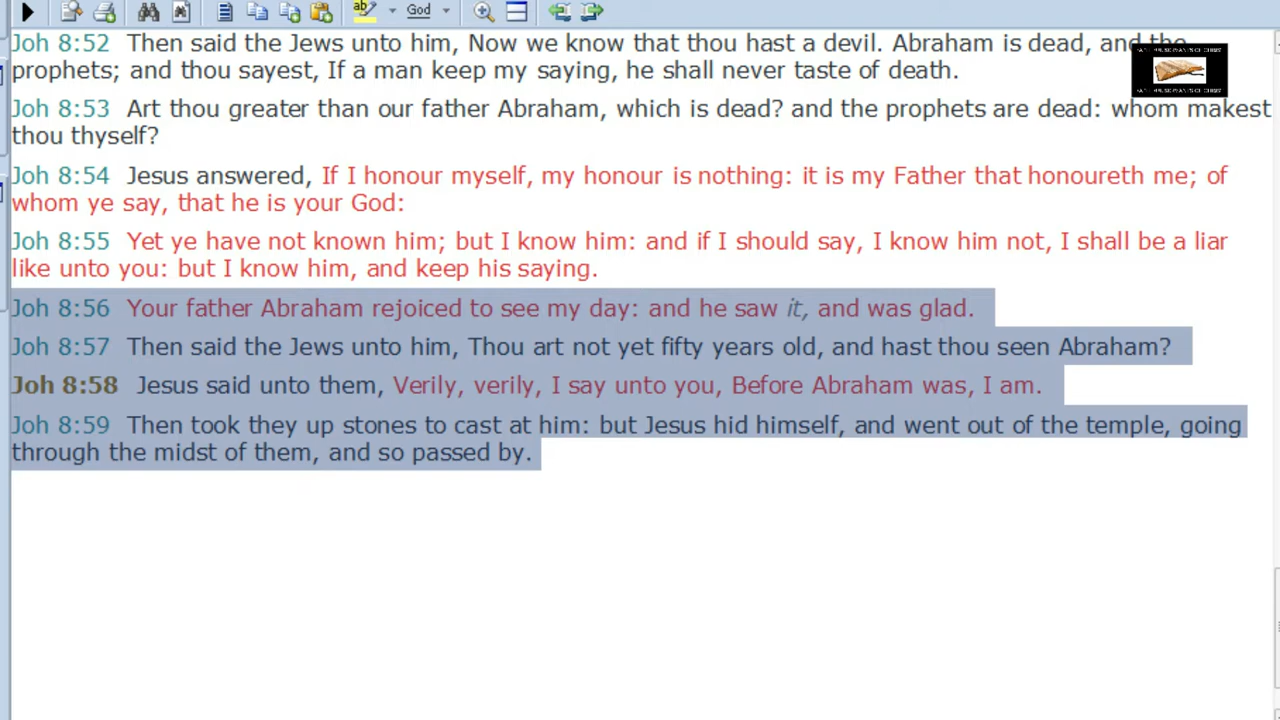 God
Joh 8:52 Then said the Jews unto him, Now we know that thou hast a devil. Abraham is dead, and the
prophets; and thou sayest, If a man keep my saying, he shall never taste of death.
Joh 8:53 Art thou greater than our father Abraham, which is dead? and the prophets are dead: whom makest
thou thyself?
Joh 8:54 Jesus answered, If I honour myself, my honour is nothing: it is my Father that honoureth me; of
whom ye say, that he is your God:
Joh 8:55 Yet ye have not known him; but I know him: and if I should say, I know him not, I shall be a liar
like unto you: but I know him, and keep his saying.
Joh 8:56 Your father Abraham rejoiced to see my day: and he saw it, and was glad.
Joh 8:57 Then said the Jews unto him, Thou art not yet fifty years old, and hast thou seen Abraham?
Joh 8:58 Jesus said unto them, Verily, verily, I say unto you, Before Abraham was, I am.
Joh 8:59 Then took they up stones to cast at him: but Jesus hid himself, and went out of the temple, going
through the midst of them, and so passed by.